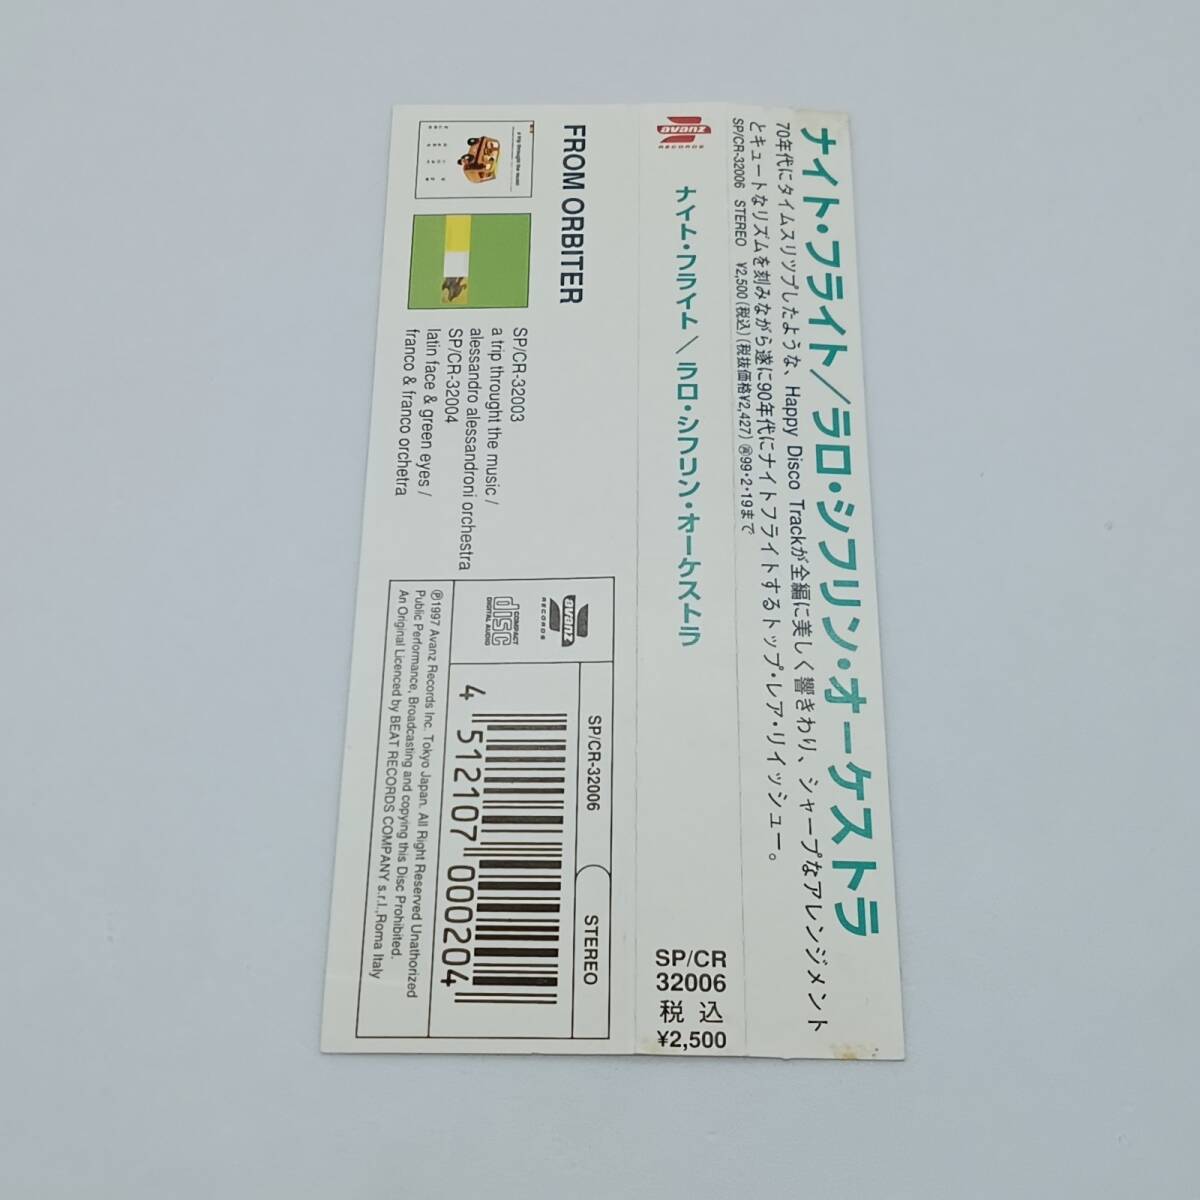 ナイト・フライト/ラロ・シフリン・オーケストラ
70年代にタイムスリップしたような、Happy Disco Trackが全編に美しく響きわり、シャープなアレンジメント
とキュートなリズムを刻みながら遂に90年代にナイトフライトするトップ・レア・リイッシュー。
SP/CR-32006 STEREO ¥2,500(税込)(税抜価格¥2,427) 99・2・19まで
avanz
RECORDS
ナイト・フライト/ラロ・シフリン・オーケストラ
SP/CR
32006
税込
¥2,500
FROM ORBITER
a trip throught the music
SP/CR-32003
a trip throught the music /
alessandro alessandroni orchestra
SP/CR-32004
latin face & green eyes /
franco & franco orchetra
SP/CR-32006
STEREO
avanz
RECORDS
COMPACT
disc
DIGITAL AUDIO
4 512107 000204
Ⓟ1997 Avanz Records Inc. Tokyo Japan. All Right Reserved Unathorized
Public Performance, Broadcasting and copying this Disc Prohibited.
An Original Licenced by BEAT RECORDS COMPANY s.r.l.,Roma Italy